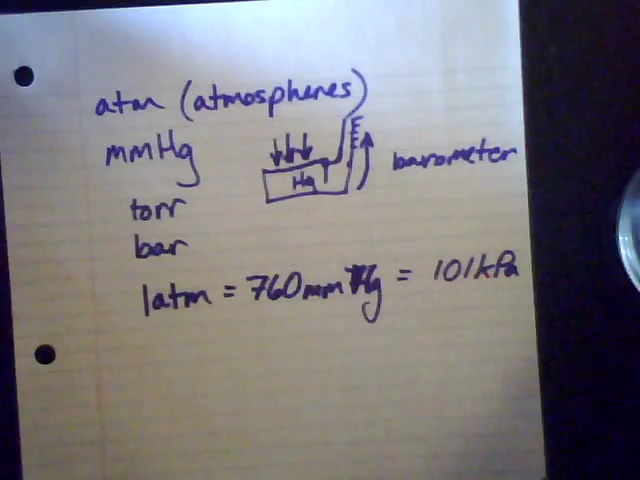 atm (atmospheres)
mmHg
Hg
barometer
torr
bar
1atm = 760mmHg = 101kPa